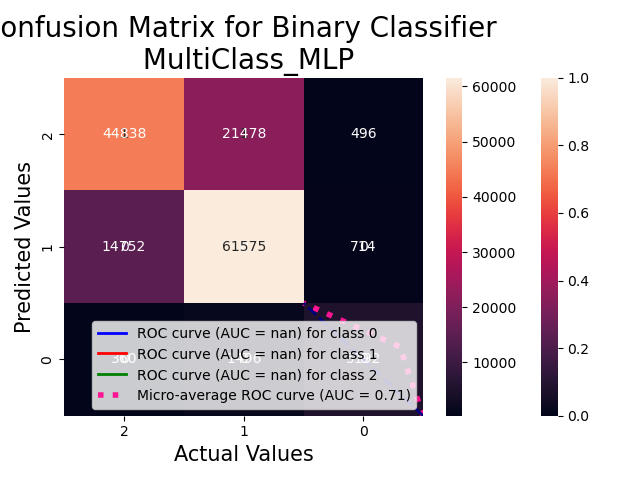 onfusion Matrix for Binary Classifier
MultiClass_MLP
Predicted Values
2
21478
496
1
61575
0
ROC curve (AUC = nan) for class 0
ROC curve (AUC = nan) for class 1
ROC curve (AUC = nan) for class 2
Micro-average ROC curve (AUC = 0.71)
2 1 0
Actual Values
60000
50000
40000
30000
20000
10000
1.0
0.8
0.6
0.4
0.2
0.0